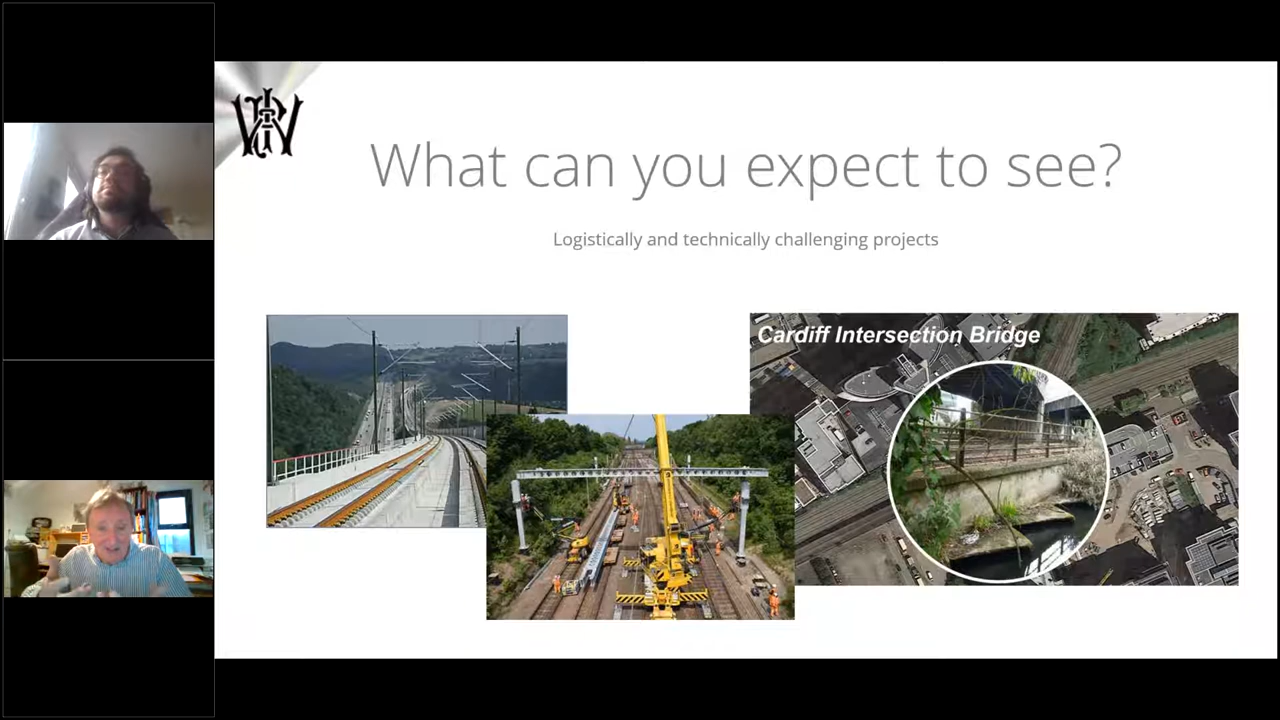 What can you expect to see?
Logistically and technically challenging projects
Cardiff Intersection Bridge